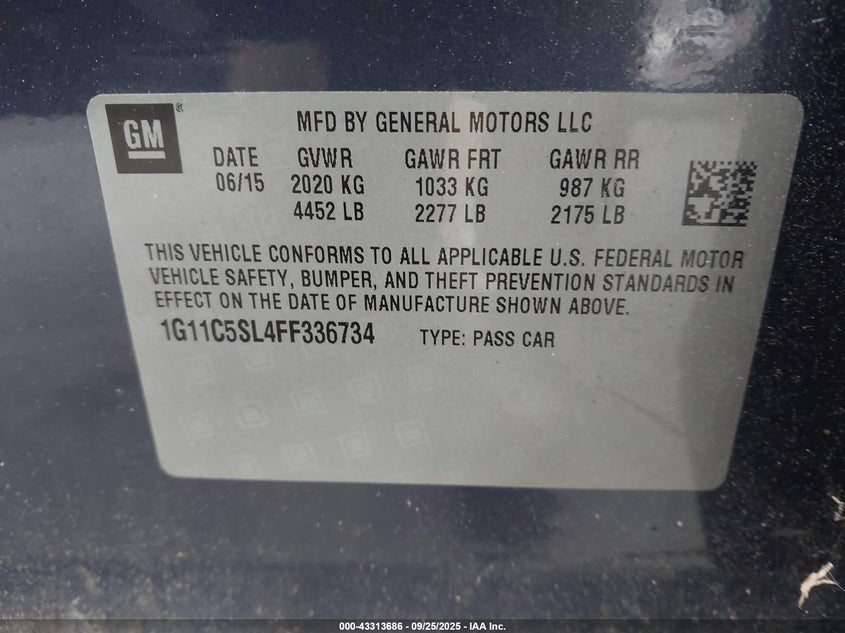 GM
MFD BY GENERAL MOTORS LLC
DATE GVWR GAWR FRT GAWR RR
06/15 2020 KG 1033 KG 987 KG
4452 LB 2277 LB 2175 LB
THIS VEHICLE CONFORMS TO ALL APPLICABLE U.S. FEDERAL MOTOR
VEHICLE SAFETY, BUMPER, AND THEFT PREVENTION STANDARDS IN
EFFECT ON THE DATE OF MANUFACTURE SHOWN ABOVE.
1G11C5SL4FF336734 TYPE: PASS CAR
000-43313686 - 09/25/2025 - IAA Inc.